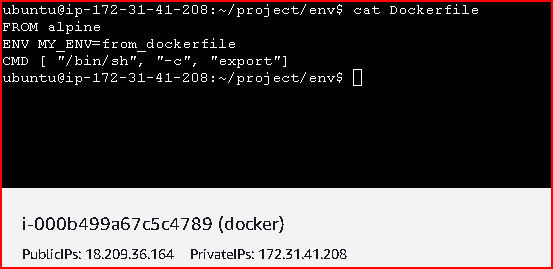 ubuntu@ip-172-31-41-208:~/project/env$ cat Dockerfile
FROM alpine
ENV MY_ENV=from_dockerfile
CMD [ "/bin/sh", "-c", "export"]
ubuntu@ip-172-31-41-208:~/project/env$
i-000b499a67c5c4789 (docker)
PublicIPs: 18.209.36.164 PrivateIPs: 172.31.41.208